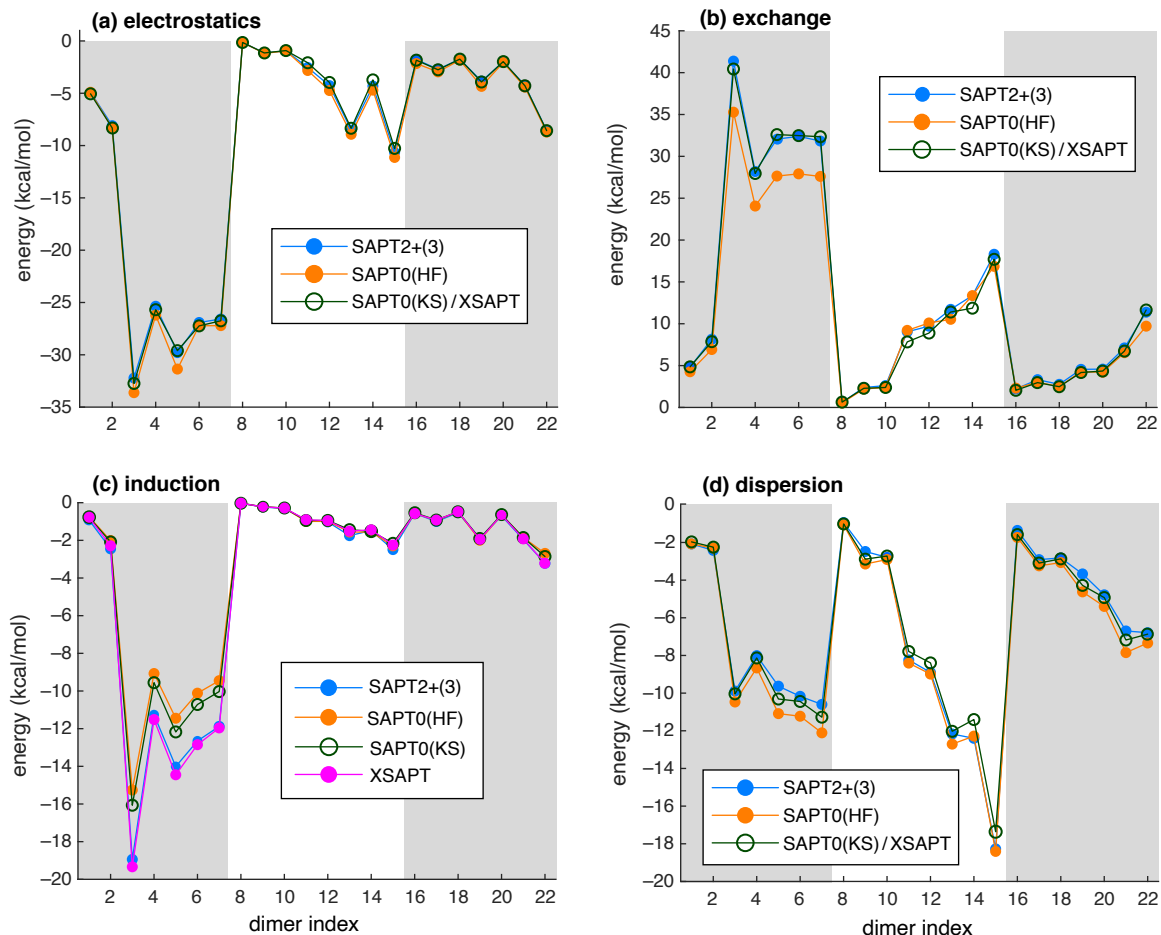 (a) electrostatics
0
−5
−10
−15
−20
−25
−30
−35
energy (kcal/mol)
SAPT2+(3)
SAPT0(HF)
SAPT0(KS)/XSAPT
2 4 6 8 10 12 14 16 18 20 22
(b) exchange
45
40
35
30
25
20
15
10
5
0
energy (kcal/mol)
SAPT2+(3)
SAPT0(HF)
SAPT0(KS)/XSAPT
2 4 6 8 10 12 14 16 18 20 22
(c) induction
0
−2
−4
−6
−8
−10
−12
−14
−16
−18
−20
energy (kcal/mol)
SAPT2+(3)
SAPT0(HF)
SAPT0(KS)
XSAPT
2 4 6 8 10 12 14 16 18 20 22
dimer index
(d) dispersion
0
−2
−4
−6
−8
−10
−12
−14
−16
−18
−20
energy (kcal/mol)
SAPT2+(3)
SAPT0(HF)
SAPT0(KS)/XSAPT
2 4 6 8 10 12 14 16 18 20 22
dimer index